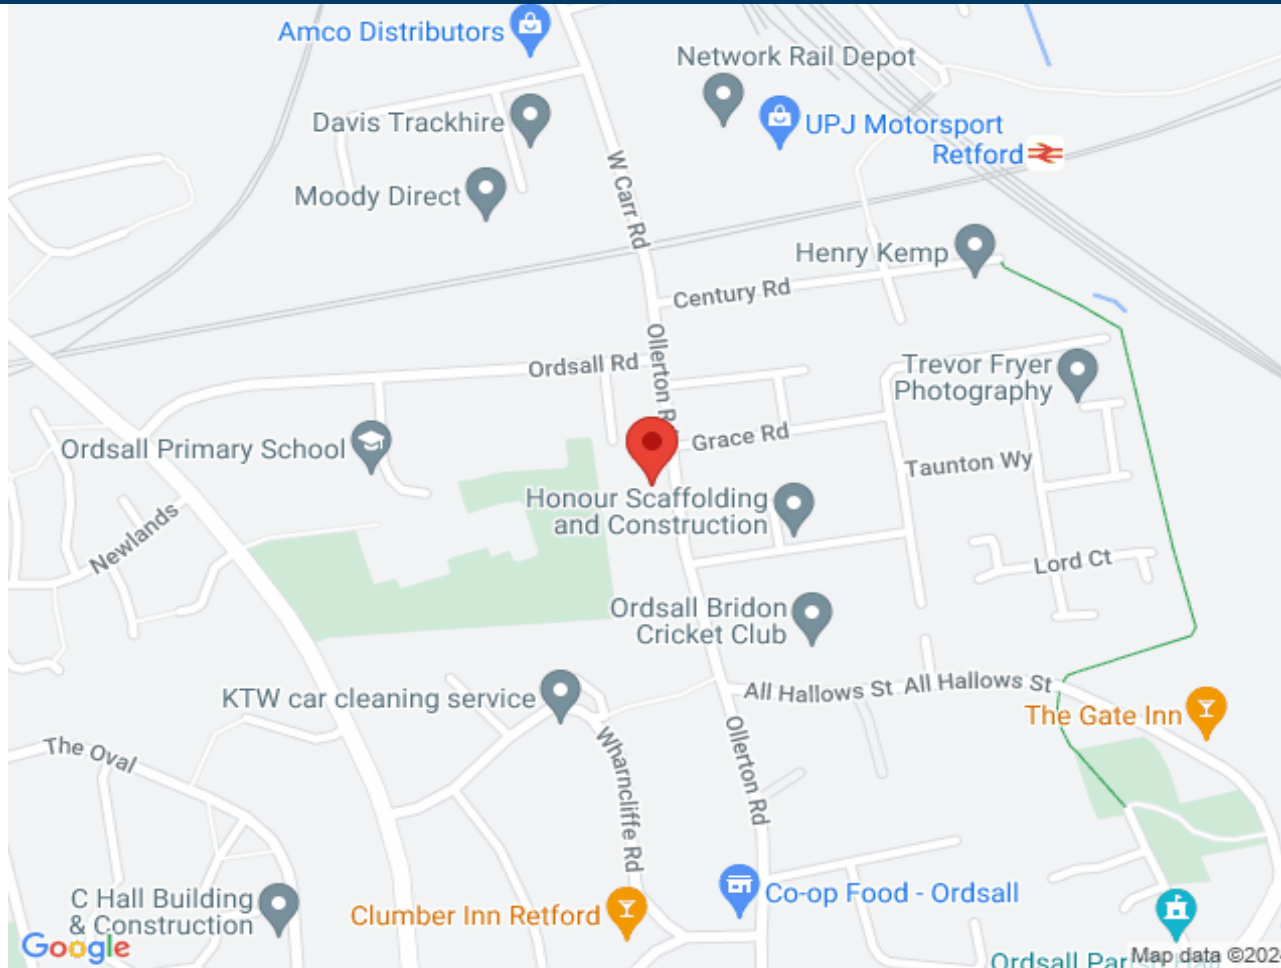 Amco Distributors
Network Rail Depot
Davis Trackhire
UPJ Motorsport
Retford
W Carr Rd
Moody Direct
Henry Kemp
Century Rd
Ollerton Rd
Ordsall Rd
Trevor Fryer
Photography
Ordsall Primary School
Grace Rd
Taunton Wy
Honour Scaffolding
and Construction
Newlands
Lord Ct
Ordsall Bridon
Cricket Club
KTW car cleaning service
All Hallows St
All Hallows St
The Gate Inn
The Oval
Wharncliffe Rd
Ollerton Rd
C Hall Building
& Construction
Clumber Inn Retford
Co-op Food - Ordsall
Google
Ordsall
Map data ©202